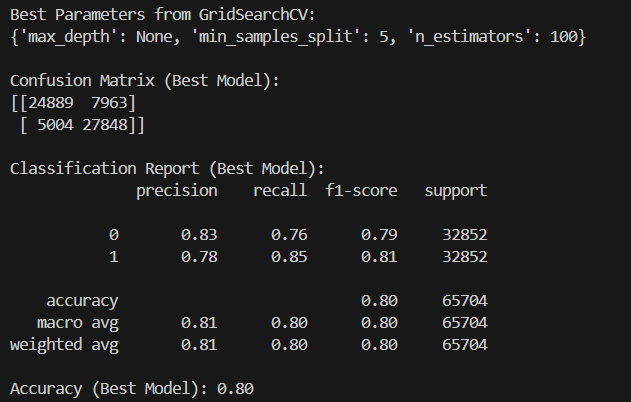 Best Parameters from GridSearchCV:
{'max_depth': None, 'min_samples_split': 5, 'n_estimators': 100}
Confusion Matrix (Best Model):
[[24889  7963]
 [ 5004 27848]]
Classification Report (Best Model):
              precision    recall  f1-score   support
           0       0.83      0.76      0.79     32852
           1       0.78      0.85      0.81     32852
    accuracy                           0.80     65704
   macro avg       0.81      0.80      0.80     65704
weighted avg       0.81      0.80      0.80     65704
Accuracy (Best Model): 0.80